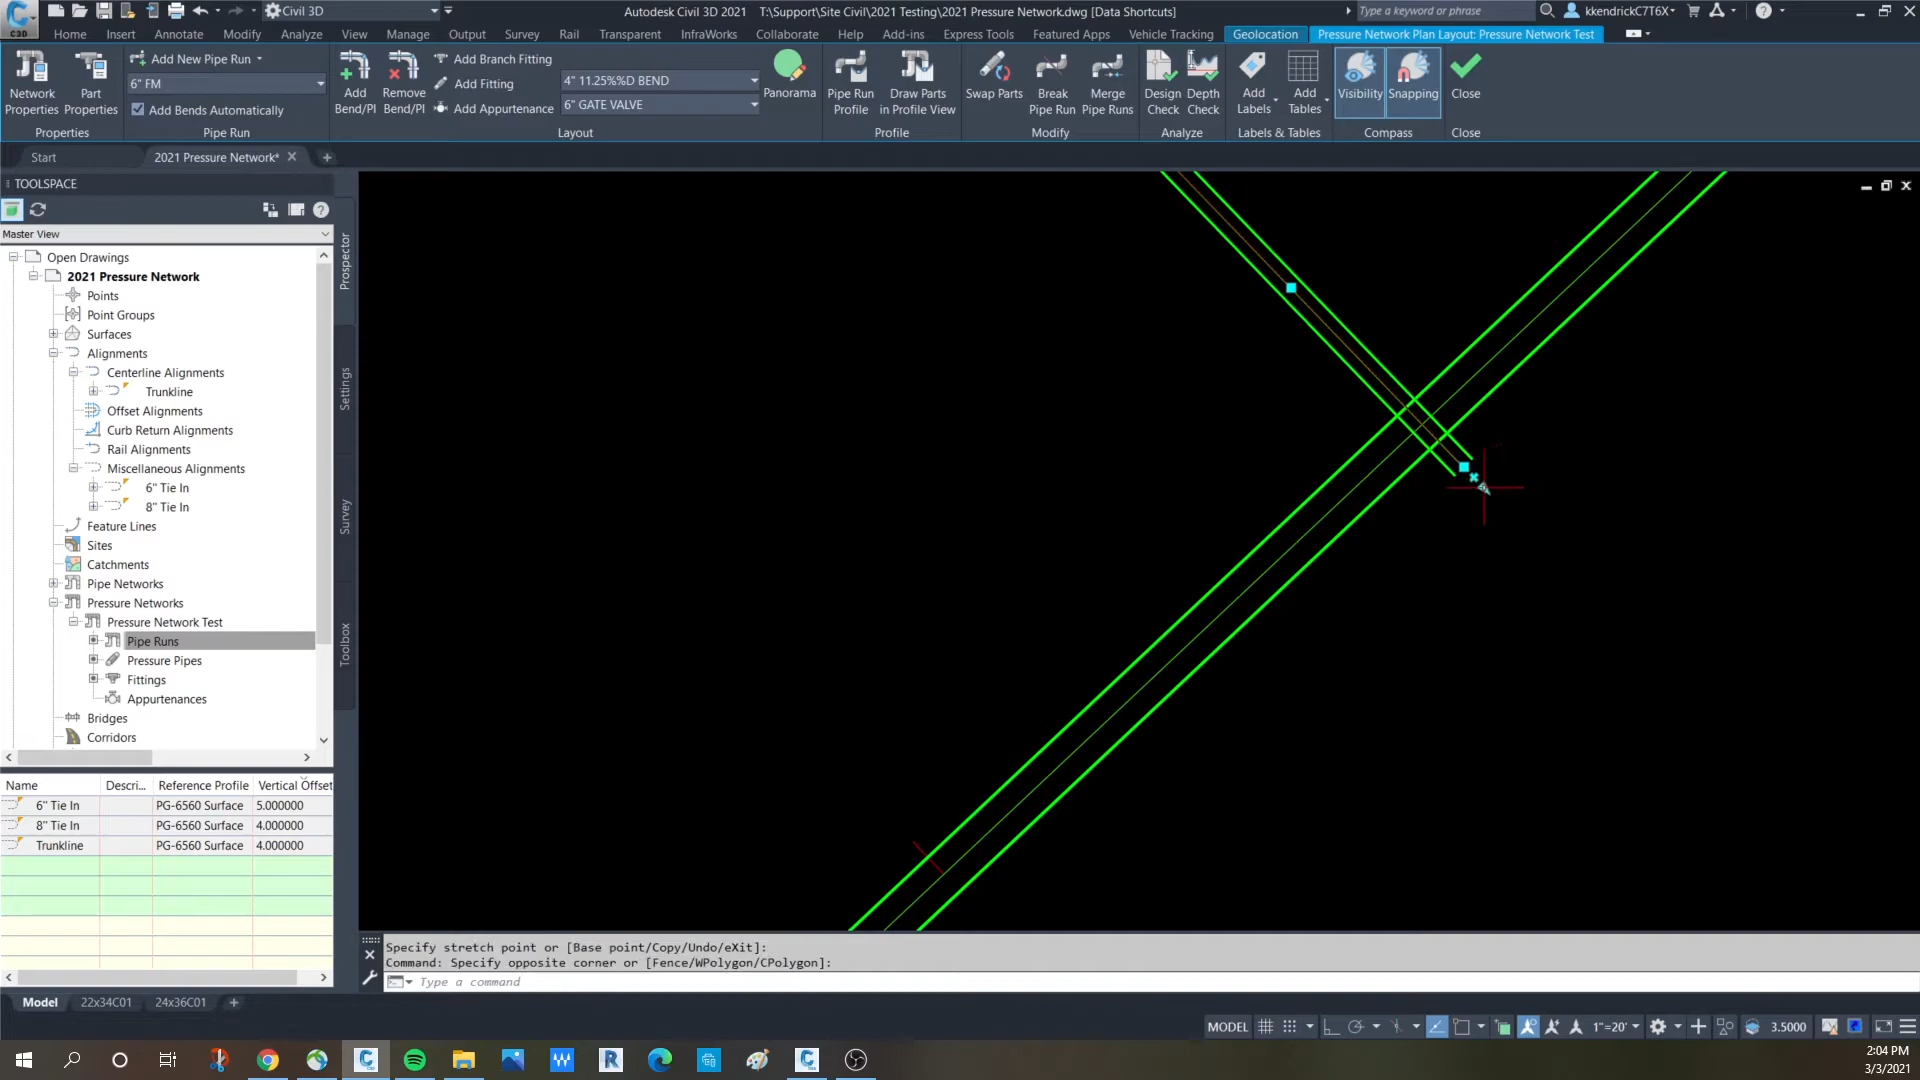 Civil 3D
Autodesk Civil 3D 2021 T:\Support\Site Civil\2021 Testing\2021 Pressure Network.dwg [Data Shortcuts]
Type a keyword or phrase
kkendrickC7T6X
C3D
Home Insert Annotate Modify Analyze View Manage Output Survey Rail Transparent InfraWorks Collaborate Help Add-ins Express Tools Featured Apps Vehicle Tracking Geolocation Pressure Network Plan Layout: Pressure Network Test
Network Properties
Part Properties
Properties
Add New Pipe Run
6" FM
Add Bends Automatically
Pipe Run
Add Bend/PI
Remove Bend/PI
Add Branch Fitting
Add Fitting
Add Appurtenance
4" 11.25%%D BEND
6" GATE VALVE
Layout
Panorama
Pipe Run Profile
Draw Parts in Profile View
Profile
Swap Parts
Break Pipe Run
Merge Pipe Runs
Modify
Design Check
Depth Check
Analyze
Add Labels
Add Tables
Labels & Tables
Visibility
Snapping
Compass
Close
Close
Start
2021 Pressure Network*
TOOLSPACE
Master View
Open Drawings
2021 Pressure Network
Points
Point Groups
Surfaces
Alignments
Centerline Alignments
Trunkline
Offset Alignments
Curb Return Alignments
Rail Alignments
Miscellaneous Alignments
6" Tie In
8" Tie In
Feature Lines
Sites
Catchments
Pipe Networks
Pressure Networks
Pressure Network Test
Pipe Runs
Pressure Pipes
Fittings
Appurtenances
Bridges
Corridors
Prospector
Settings
Survey
Toolbox
Name Descri... Reference Profile Vertical Offset
6" Tie In PG-6560 Surface 5.000000
8" Tie In PG-6560 Surface 4.000000
Trunkline PG-6560 Surface 4.000000
Specify stretch point or [Base point/Copy/Undo/eXit]:
Command: Specify opposite corner or [Fence/WPolygon/CPolygon]:
Type a command
Model 22x34C01 24x36C01
MODEL
1"=20'
3.5000
2:04 PM
3/3/2021